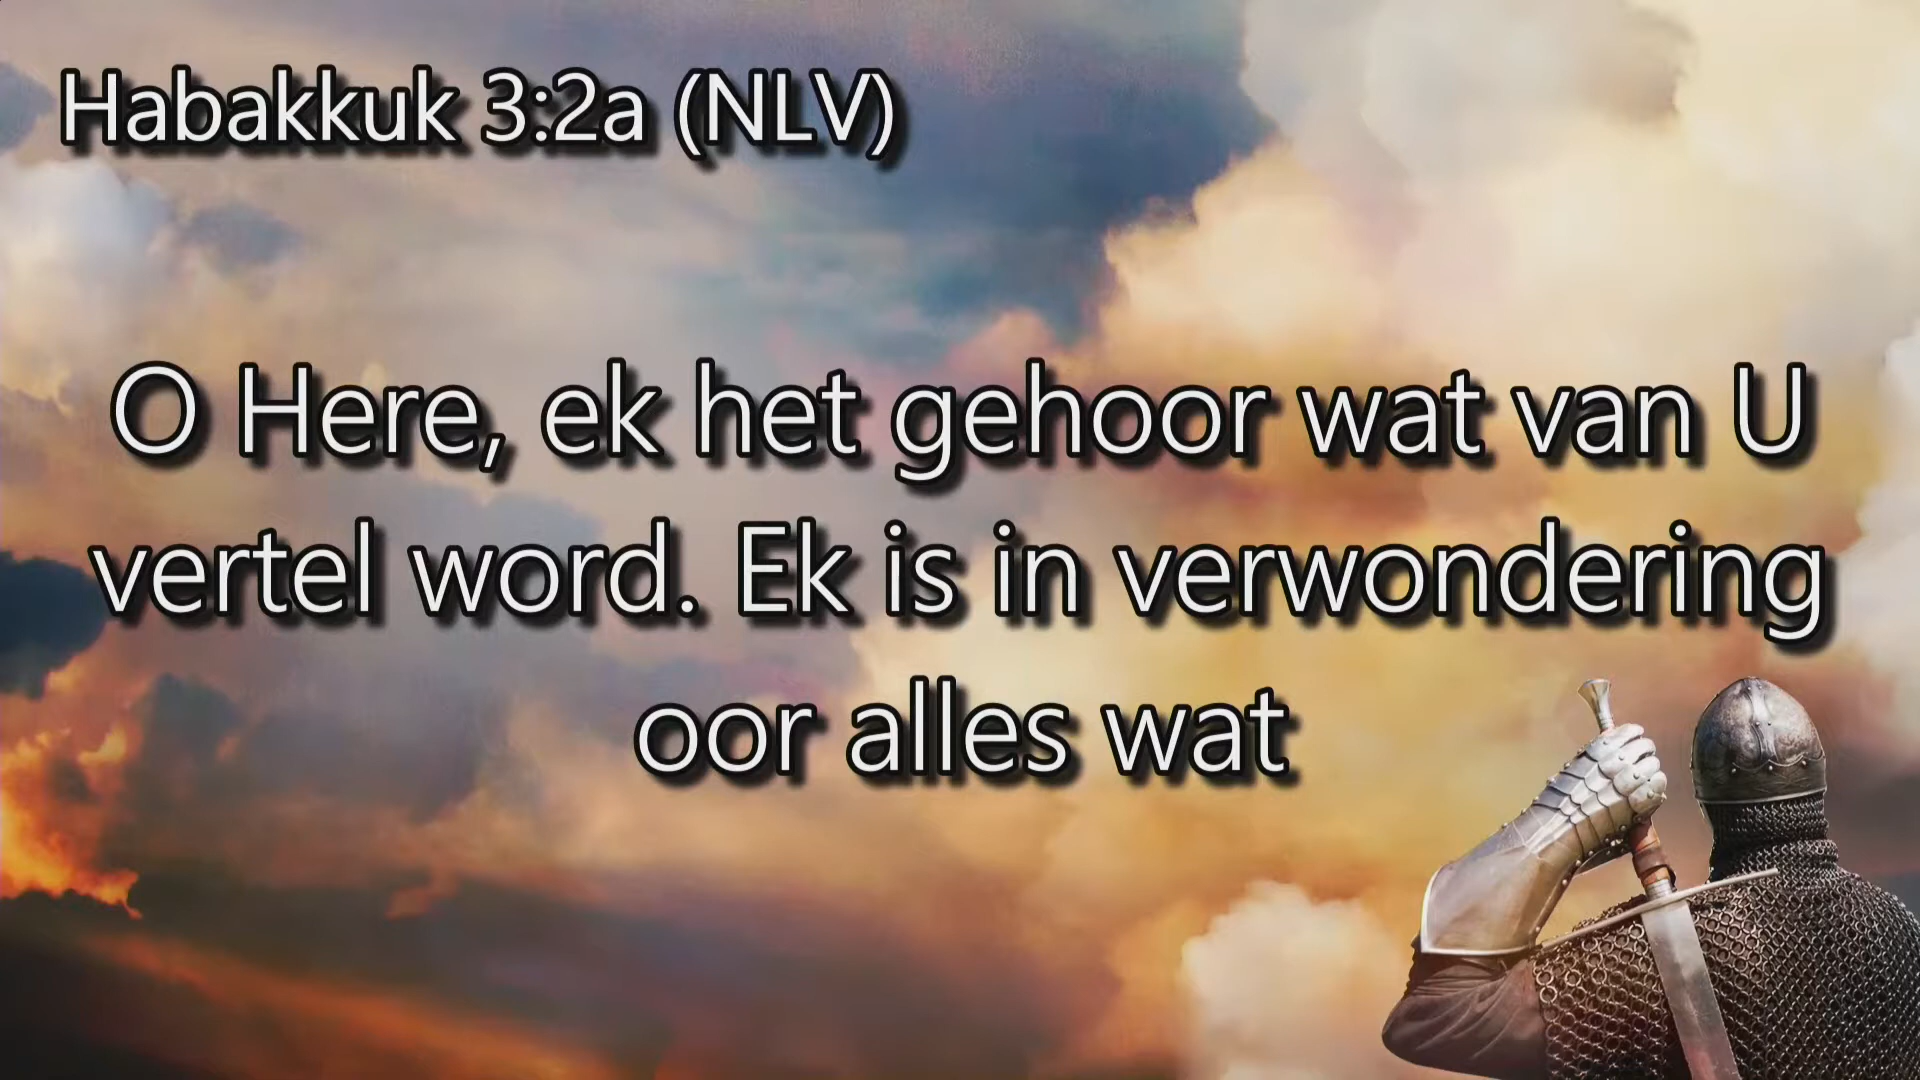 Habakkuk 3:2a (NLV)
O Here, ek het gehoor wat van U
vertel word. Ek is in verwondering
oor alles wat